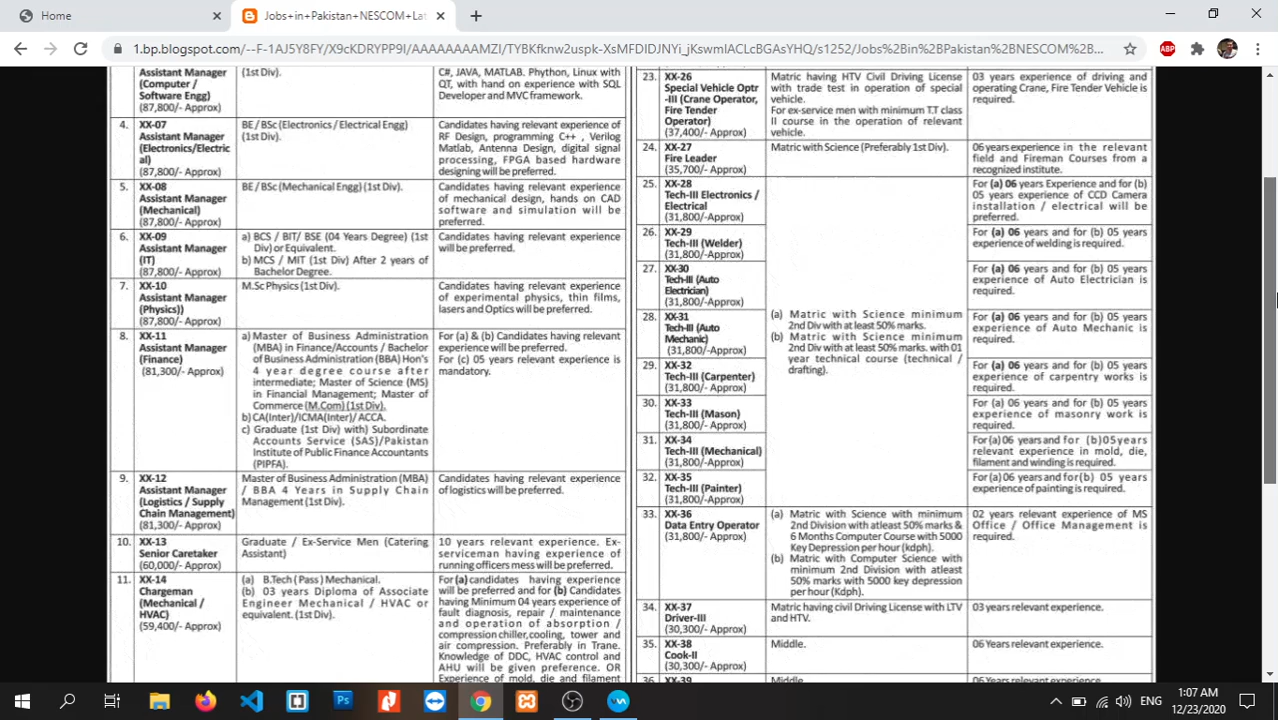 Home
Jobs+in+Pakistan+NESCOM+Lat
1.bp.blogspot.com/--F-1AJ5Y8FY/X9cKDRYPP9I/AAAAAAAAMZI/TYBKfknw2uspk-XsMFDIDJNYi_jKswmIACLcBGAsYHQ/s1252/Jobs%2Bin%2BPakistan%2BNESCOM%2B...
ABP
Assistant Manager
(Computer /
Software Engg)
(87,800/- Approx)
(1st Div).
C#, JAVA, MATLAB. Phython, Linux with
QT, with hand on experience with SQL
Developer and MVC framework.
4.
XX-07
Assistant Manager
(Electronics/Electric
al)
(87,800/- Approx)
BE / BSc (Electronics / Electrical Engg)
(1st Div).
Candidates having relevant experience of
RF Design, programming C++ , Verilog
Matlab, Antenna Design, digital signal
processing, FPGA based hardware
designing will be preferred.
5.
XX-08
Assistant Manager
(Mechanical)
(87,800/- Approx)
BE / BSc (Mechanical Engg) (1st Div).
Candidates having relevant experience
of mechanical design, hands on CAD
software and simulation will be
preferred.
6.
XX-09
Assistant Manager
(IT)
(87,800/- Approx)
a) BCS / BIT/ BSE (04 Years Degree) (1st
Div) or Equivalent.
b) MCS / MIT (1st Div) After 2 years of
Bachelor Degree.
Candidates having relevant experience
will be preferred.
7.
XX-10
Assistant Manager
(Physics))
(87,800/- Approx)
M.Sc Physics (1st Div).
Candidates having relevant experience
of experimental physics, thin films,
lasers and Optics will be preferred.
8.
XX-11
Assistant Manager
(Finance)
(81,300/- Approx)
a) Master of Business Administration
(MBA) in Finance/Accounts / Bachelor
of Business Administration (BBA) Hon's
4 year degree course after
intermediate; Master of Science (MS)
in Financial Management; Master of
Commerce (M.Com) (1st Div).
b) CA(Inter)/ICMA(Inter)/ ACCA.
c) Graduate (1st Div) with) Subordinate
Accounts Service (SAS)/Pakistan
Institute of Public Finance Accountants
(PIPFA).
For (a) & (b) Candidates having relevant
experience will be preferred.
For (c) 05 years relevant experience is
mandatory.
9.
XX-12
Assistant Manager
(Logistics / Supply
Chain Management)
(81,300/- Approx)
Master of Business Administration (MBA)
/ BBA 4 Years in Supply Chain
Management (1st Div).
Candidates having relevant experience
of logistics will be preferred.
10.
XX-13
Senior Caretaker
(60,000/- Approx)
Graduate / Ex-Service Men (Catering
Assistant)
10 years relevant experience. Ex-
serviceman having experience of
running officers mess will be preferred.
11.
XX-14
Chargeman
(Mechanical /
HVAC)
(59,400/- Approx)
(a) B.Tech ( Pass ) Mechanical.
(b) 03 years Diploma of Associate
Engineer Mechanical / HVAC or
equivalent. (1st Div).
For (a) candidates having experience
will be preferred and for (b) Candidates
having Minimum 04 years experience of
fault diagnosis, repair / maintenance
and operation of absorption /
compression chiller,cooling, tower and
air compression. Preferably in Trane.
Knowledge of DDC, HVAC control and
AHU will be given preference. OR
Experience of mold, die and filament
23.
XX-26
Special Vehicle Optr
-III (Crane Operator,
Fire Tender
Operator)
(37,400/- Approx)
Matric having HTV Civil Driving License
with trade test in operation of special
vehicle.
For ex-service men with minimum T.T class
II course in the operation of relevant
vehicle.
03 years experience of driving and
operating Crane, Fire Tender Vehicle is
required.
24.
XX-27
Fire Leader
(35,700/- Approx)
Matric with Science (Preferably 1st Div).
06 years experience in the relevant
field and Fireman Courses from a
recognized institute.
25.
XX-28
Tech-III Electronics /
Electrical
(31,800/-Approx)
For (a) 06 years Experience and for (b)
05 years experience of CCD Camera
installation / electrical will be
preferred.
26.
XX-29
Tech-III (Welder)
(31,800/-Approx)
For (a) 06 years and for (b) 05 years
experience of welding is required.
27.
XX-30
Tech-III (Auto
Electrician)
(31,800/-Approx)
For (a) 06 years and for (b) 05 years
experience of Auto Electrician is
required.
28.
XX-31
Tech-III (Auto
Mechanic)
(31,800/-Approx)
(a) Matric with Science minimum
2nd Div with at least 50% marks.
(b) Matric with Science minimum
2nd Div with at least 50% marks. with 01
year technical course (technical /
drafting).
For (a) 06 years and for (b) 05 years
experience of Auto Mechanic is
required.
29.
XX-32
Tech-III (Carpenter)
(31,800/-Approx)
For (a) 06 years and for (b) 05 years
experience of carpentry works is
required.
30.
XX-33
Tech-III (Mason)
(31,800/-Approx)
For (a) 06 years and for (b) 05 years
experience of masonry work is
required.
31.
XX-34
Tech-III (Mechanical)
(31,800/-Approx)
For (a) 06 years and for (b) 05 years
relevant experience in mold, die,
filament and winding is required.
32.
XX-35
Tech-III (Painter)
(31,800/-Approx)
For (a) 06 years and for(b) 05 years
experience of painting is required.
33.
XX-36
Data Entry Operator
(31,800/-Approx)
(a) Matric with Science with minimum
2nd Division with atleast 50% marks &
6 Months Computer Course with 5000
Key Depression per hour (kdph).
(b) Matric with Computer Science with
minimum 2nd Division with atleast
50% marks with 5000 key depression
per hour (Kdph).
02 years relevant experience of MS
Office / Office Management is
required.
34.
XX-37
Driver-III
(30,300/- Approx)
Matric having civil Driving License with LTV
and HTV.
03 years relevant experience.
35.
XX-38
Cook-II
(30,300/- Approx)
Middle.
06 Years relevant experience.
36.
XX-39
Middle.
06 years relevant experience.
ENG
1:07 AM
12/23/2020